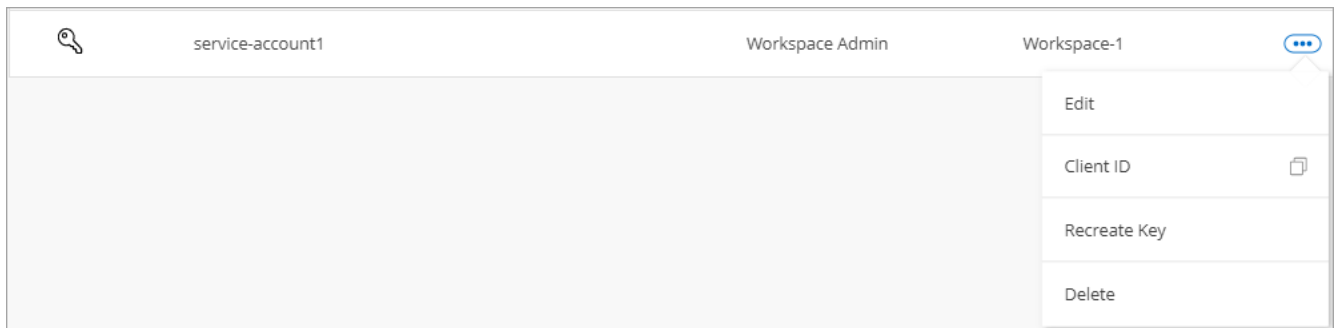 service-account1 Workspace Admin Workspace-1
Edit
Client ID
Recreate Key
Delete